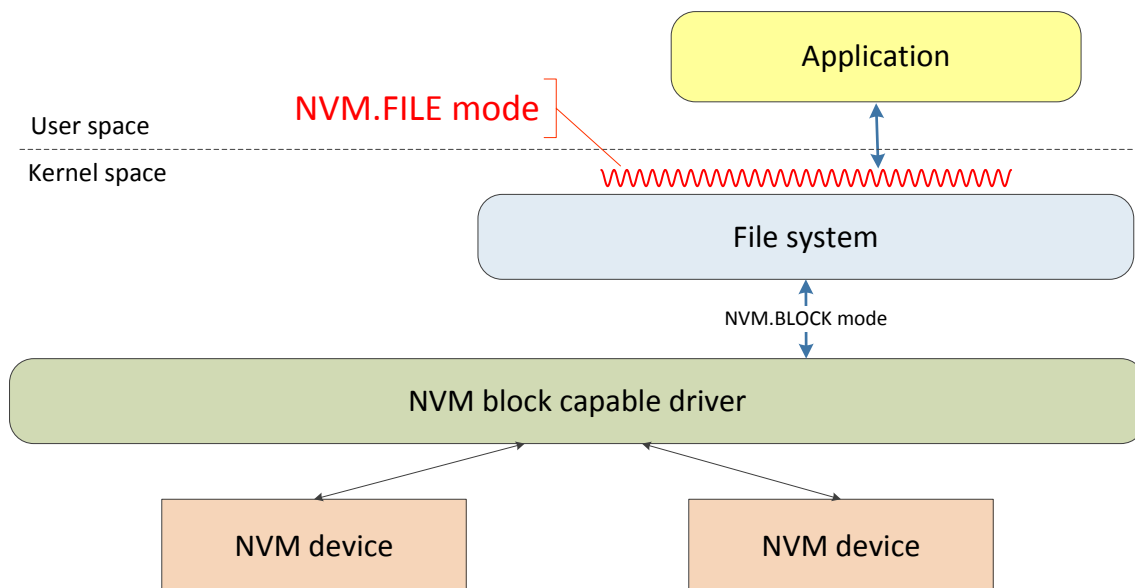 Application
NVM.FILE mode
User space
Kernel space
File system
NVM.BLOCK mode
NVM block capable driver
NVM device
NVM device